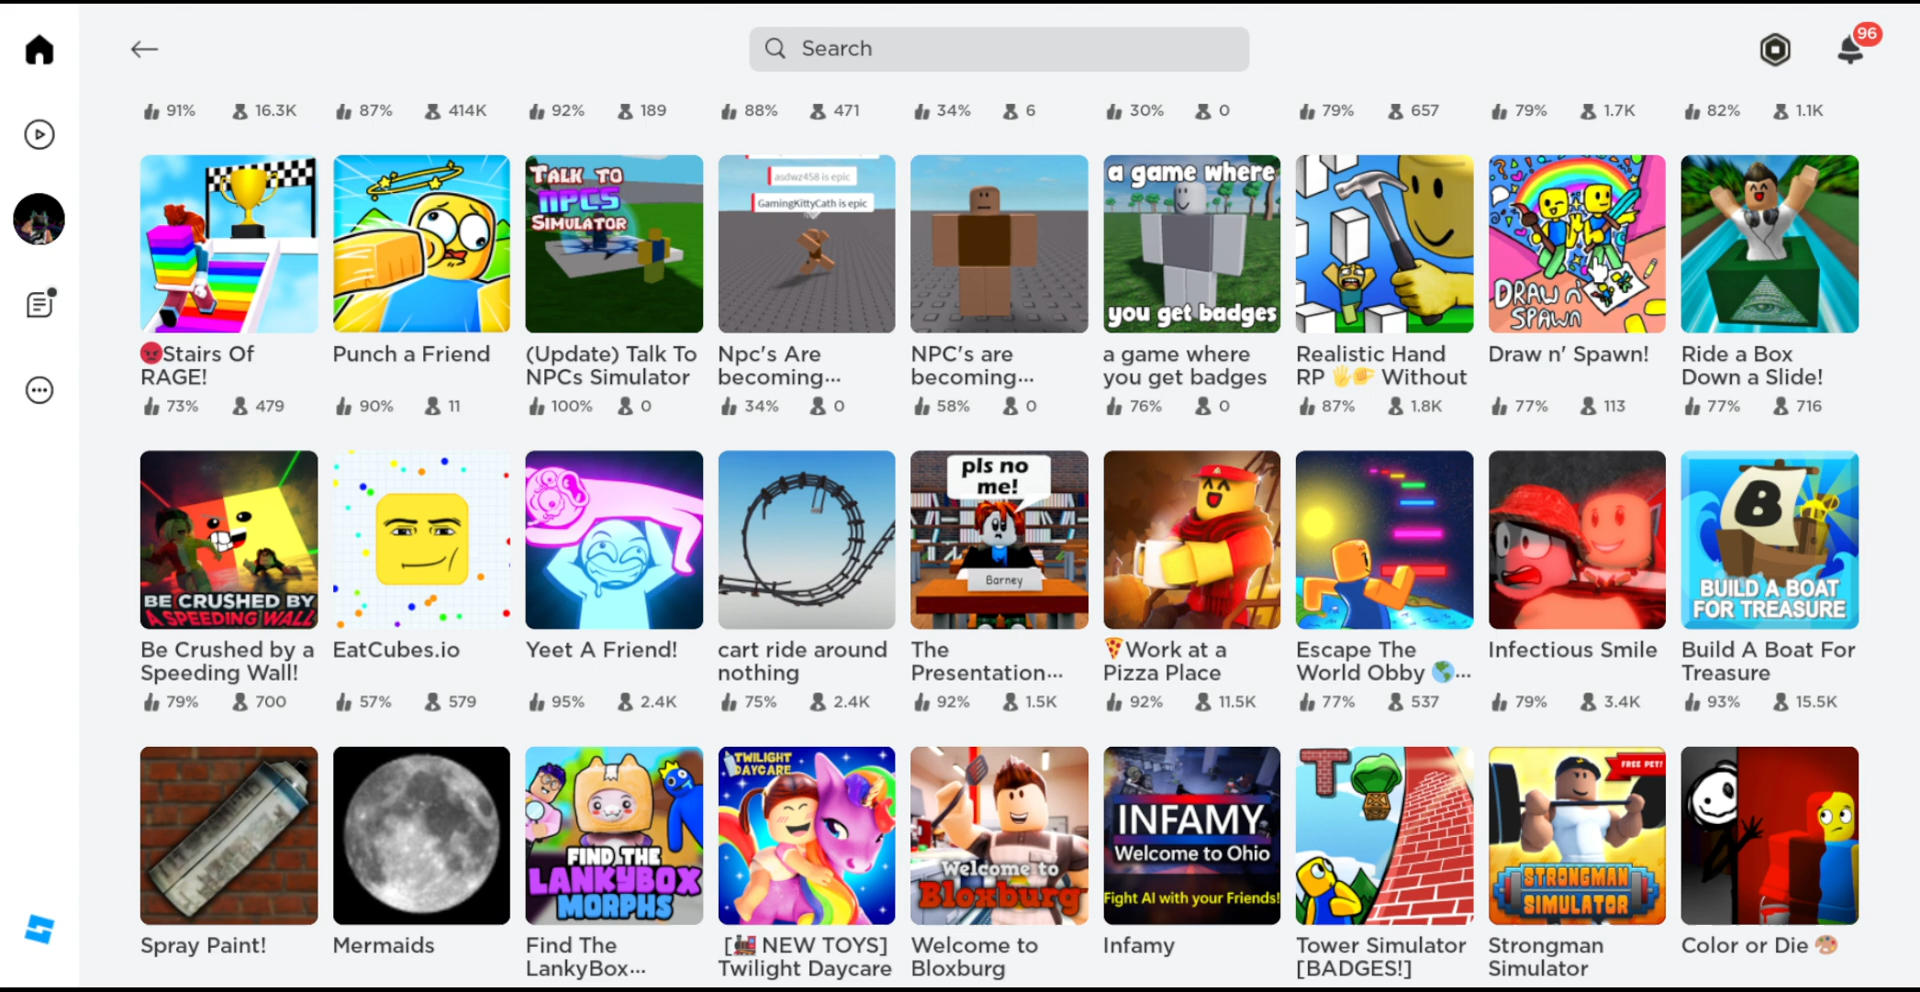 Search
96
91% 16.3K 87% 414K 92% 189 88% 471 34% 6 30% 0 79% 657 79% 1.7K 82% 1.1K
TALK TO
NPCS
SIMULATOR
asdwz458 is epic
GamingKittyCath is epic
a game where
you get badges
DRAW n'
SPAWN
Stairs Of
RAGE!
73% 479
Punch a Friend
90% 11
(Update) Talk To
NPCs Simulator
100% 0
Npc's Are
becoming...
34% 0
NPC's are
becoming...
58% 0
a game where
you get badges
76% 0
Realistic Hand
RP 🖐️👉 Without
87% 1.8K
Draw n' Spawn!
77% 113
Ride a Box
Down a Slide!
77% 716
BE CRUSHED BY
A SPEEDING WALL
pls no
me!
Barney
B
BUILD A BOAT
FOR TREASURE
Be Crushed by a
Speeding Wall!
79% 700
EatCubes.io
57% 579
Yeet A Friend!
95% 2.4K
cart ride around
nothing
75% 2.4K
The
Presentation...
92% 1.5K
🍕Work at a
Pizza Place
92% 11.5K
Escape The
World Obby 🌎...
77% 537
Infectious Smile
79% 3.4K
Build A Boat For
Treasure
93% 15.5K
FIND THE
LANKYBOX
MORPHS
TWILIGHT
DAYCARE
Welcome to
Bloxburg
INFAMY
Welcome to Ohio
Fight AI with your Friends!
T
FREE PET!
STRONGMAN
SIMULATOR
Spray Paint!
Mermaids
Find The
LankyBox...
[🚂 NEW TOYS]
Twilight Daycare
Welcome to
Bloxburg
Infamy
Tower Simulator
[BADGES!]
Strongman
Simulator
Color or Die 🎨